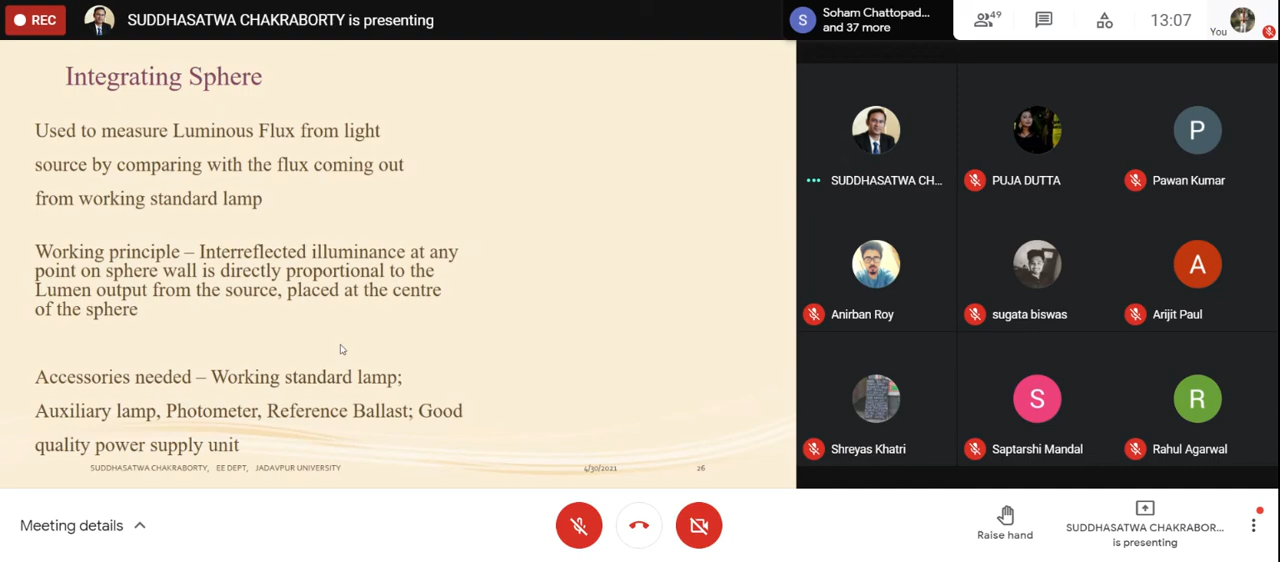 REC
SUDDHASATWA CHAKRABORTY is presenting
S
Soham Chattopad...
and 37 more
49
13:07
You
Integrating Sphere
Used to measure Luminous Flux from light
source by comparing with the flux coming out
from working standard lamp
Working principle – Interreflected illuminance at any
point on sphere wall is directly proportional to the
Lumen output from the source, placed at the centre
of the sphere
Accessories needed – Working standard lamp;
Auxiliary lamp, Photometer, Reference Ballast; Good
quality power supply unit
SUDDHASATWA CHAKRABORTY, EE DEPT, JADAVPUR UNIVERSITY
4/30/2021
26
P
SUDDHASATWA CH...
PUJA DUTTA
Pawan Kumar
A
Anirban Roy
sugata biswas
Arijit Paul
S
R
Shreyas Khatri
Saptarshi Mandal
Rahul Agarwal
Meeting details
Raise hand
SUDDHASATWA CHAKRABOR...
is presenting